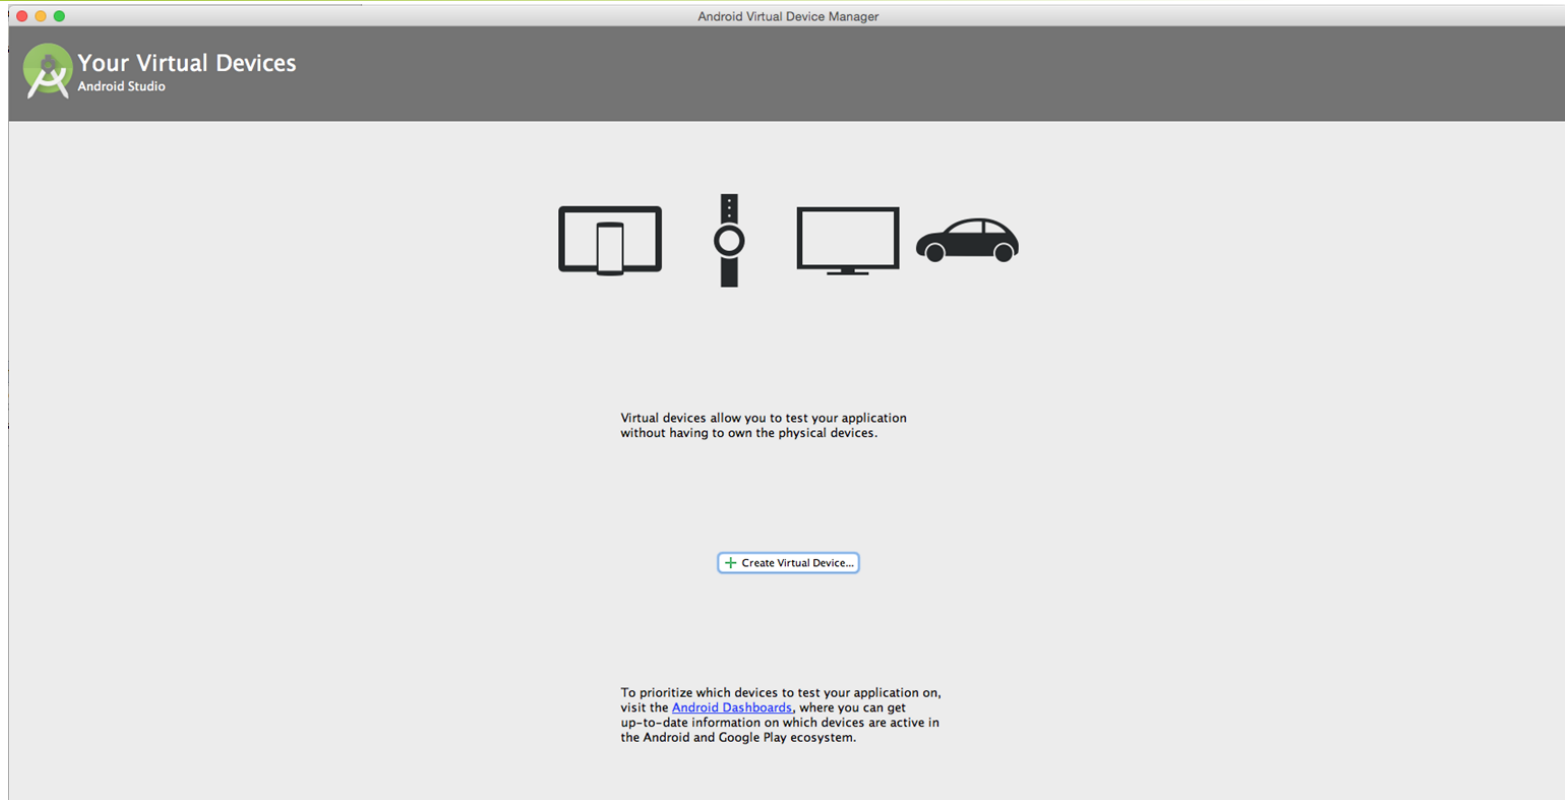 Android Virtual Device Manager
Your Virtual Devices
Android Studio
Virtual devices allow you to test your application
without having to own the physical devices.
Create Virtual Device...
To prioritize which devices to test your application on,
visit the Android Dashboards, where you can get
up-to-date information on which devices are active in
the Android and Google Play ecosystem.